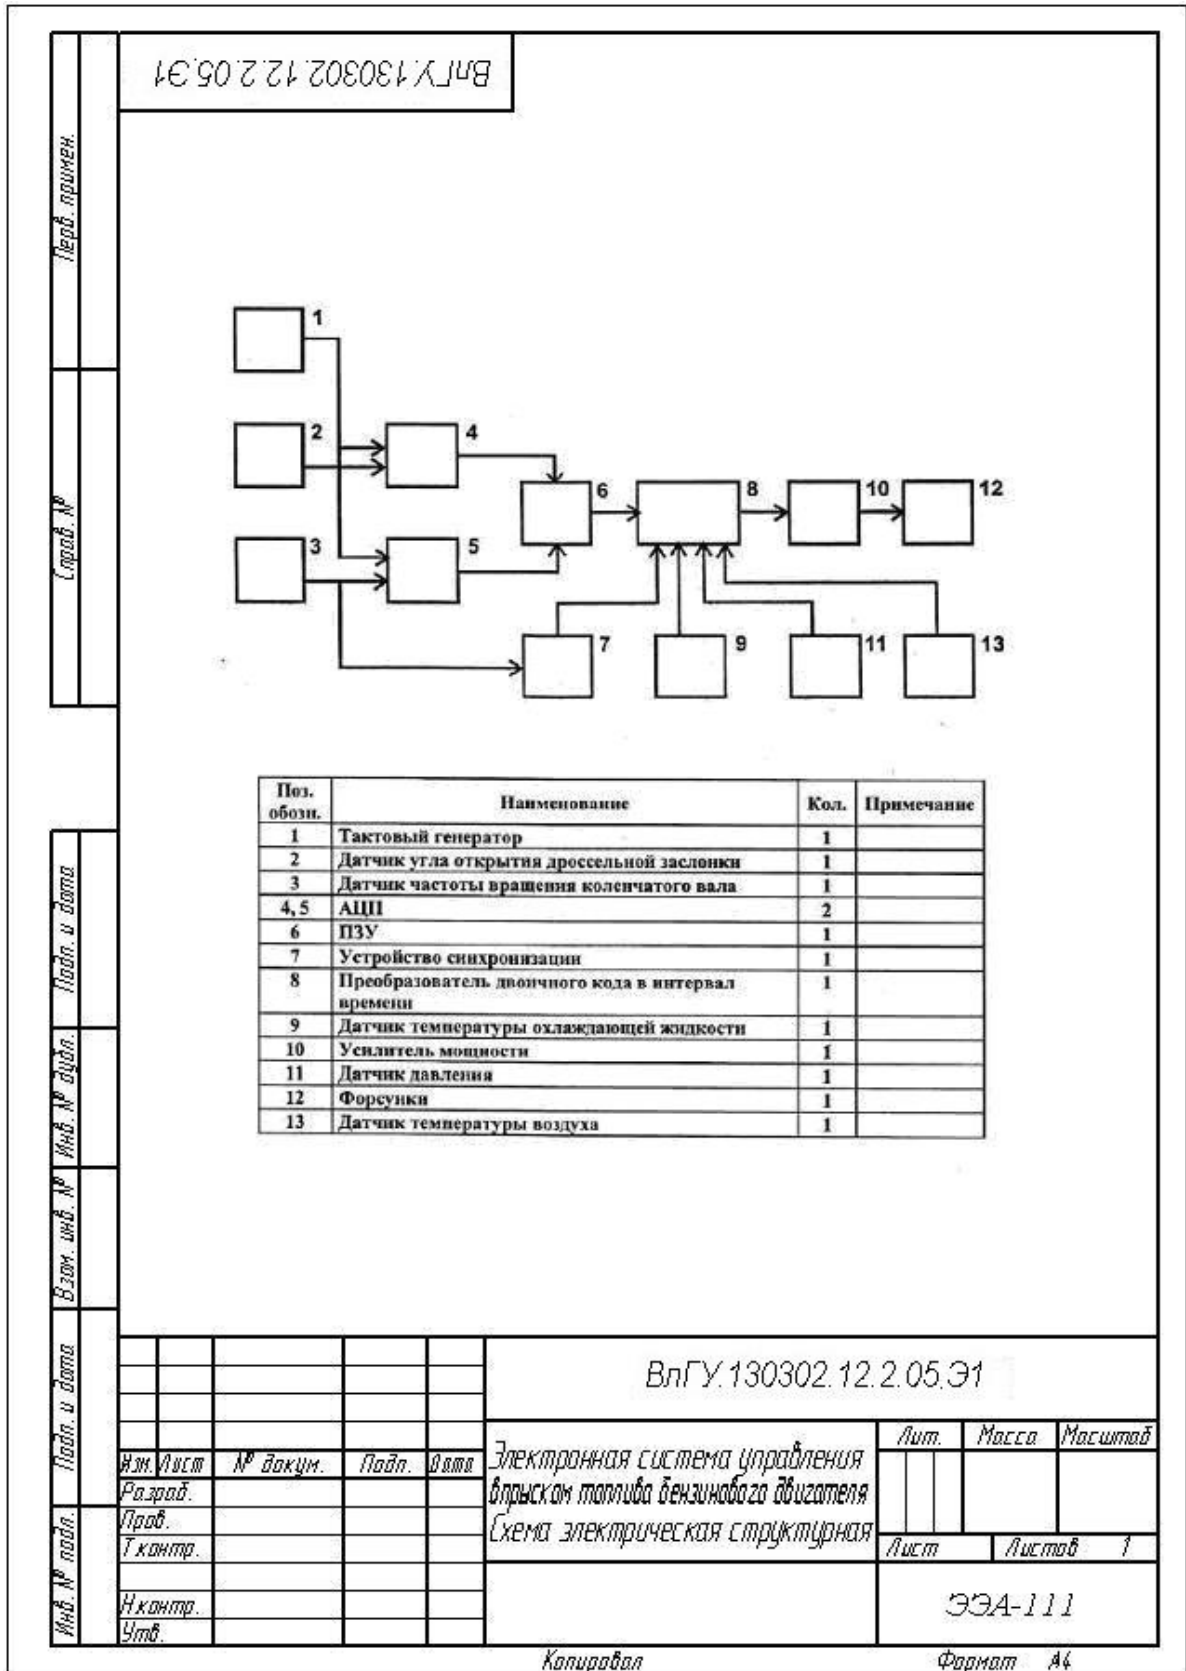 ВлГУ.130302.12.2.05.Э1
Перв. примен.
Справ. №
Подп. и дата
Инв. № дубл.
Взам. инв. №
Подп. и дата
Инв. № подл.
1
2
3
4
5
6
7
8
9
10
11
12
13
Поз. обозн. Наименование Кол. Примечание
1 Тактовый генератор 1
2 Датчик угла открытия дроссельной заслонки 1
3 Датчик частоты вращения коленчатого вала 1
4, 5 АЦП 2
6 ПЗУ 1
7 Устройство синхронизации 1
8 Преобразователь двоичного кода в интервал 1
времени
9 Датчик температуры охлаждающей жидкости 1
10 Усилитель мощности 1
11 Датчик давления 1
12 Форсунки 1
13 Датчик температуры воздуха 1
ВлГУ.130302.12.2.05.Э1
Изм. Лист № докум. Подп. Дата
Разраб.
Пров.
Т.контр.
Н.контр.
Утв.
Электронная система управления
впрыском топлива бензинового двигателя
Схема электрическая структурная
Лит. Масса Масштаб
Лист Листов 1
ЭЭА-111
Копировал Формат А4